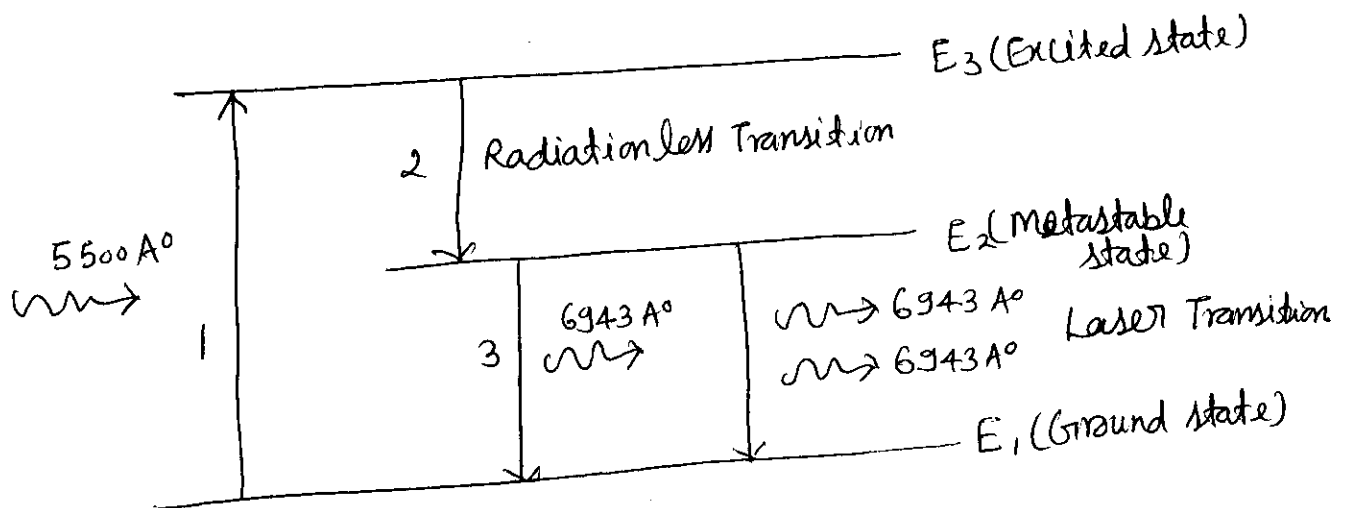 E3 (Excited state)
2 Radiationless Transition
5500 A°
E2 (Metastable
state)
1
3
6943 A°
6943 A°
6943 A°
Laser Transition
E1 (Ground state)